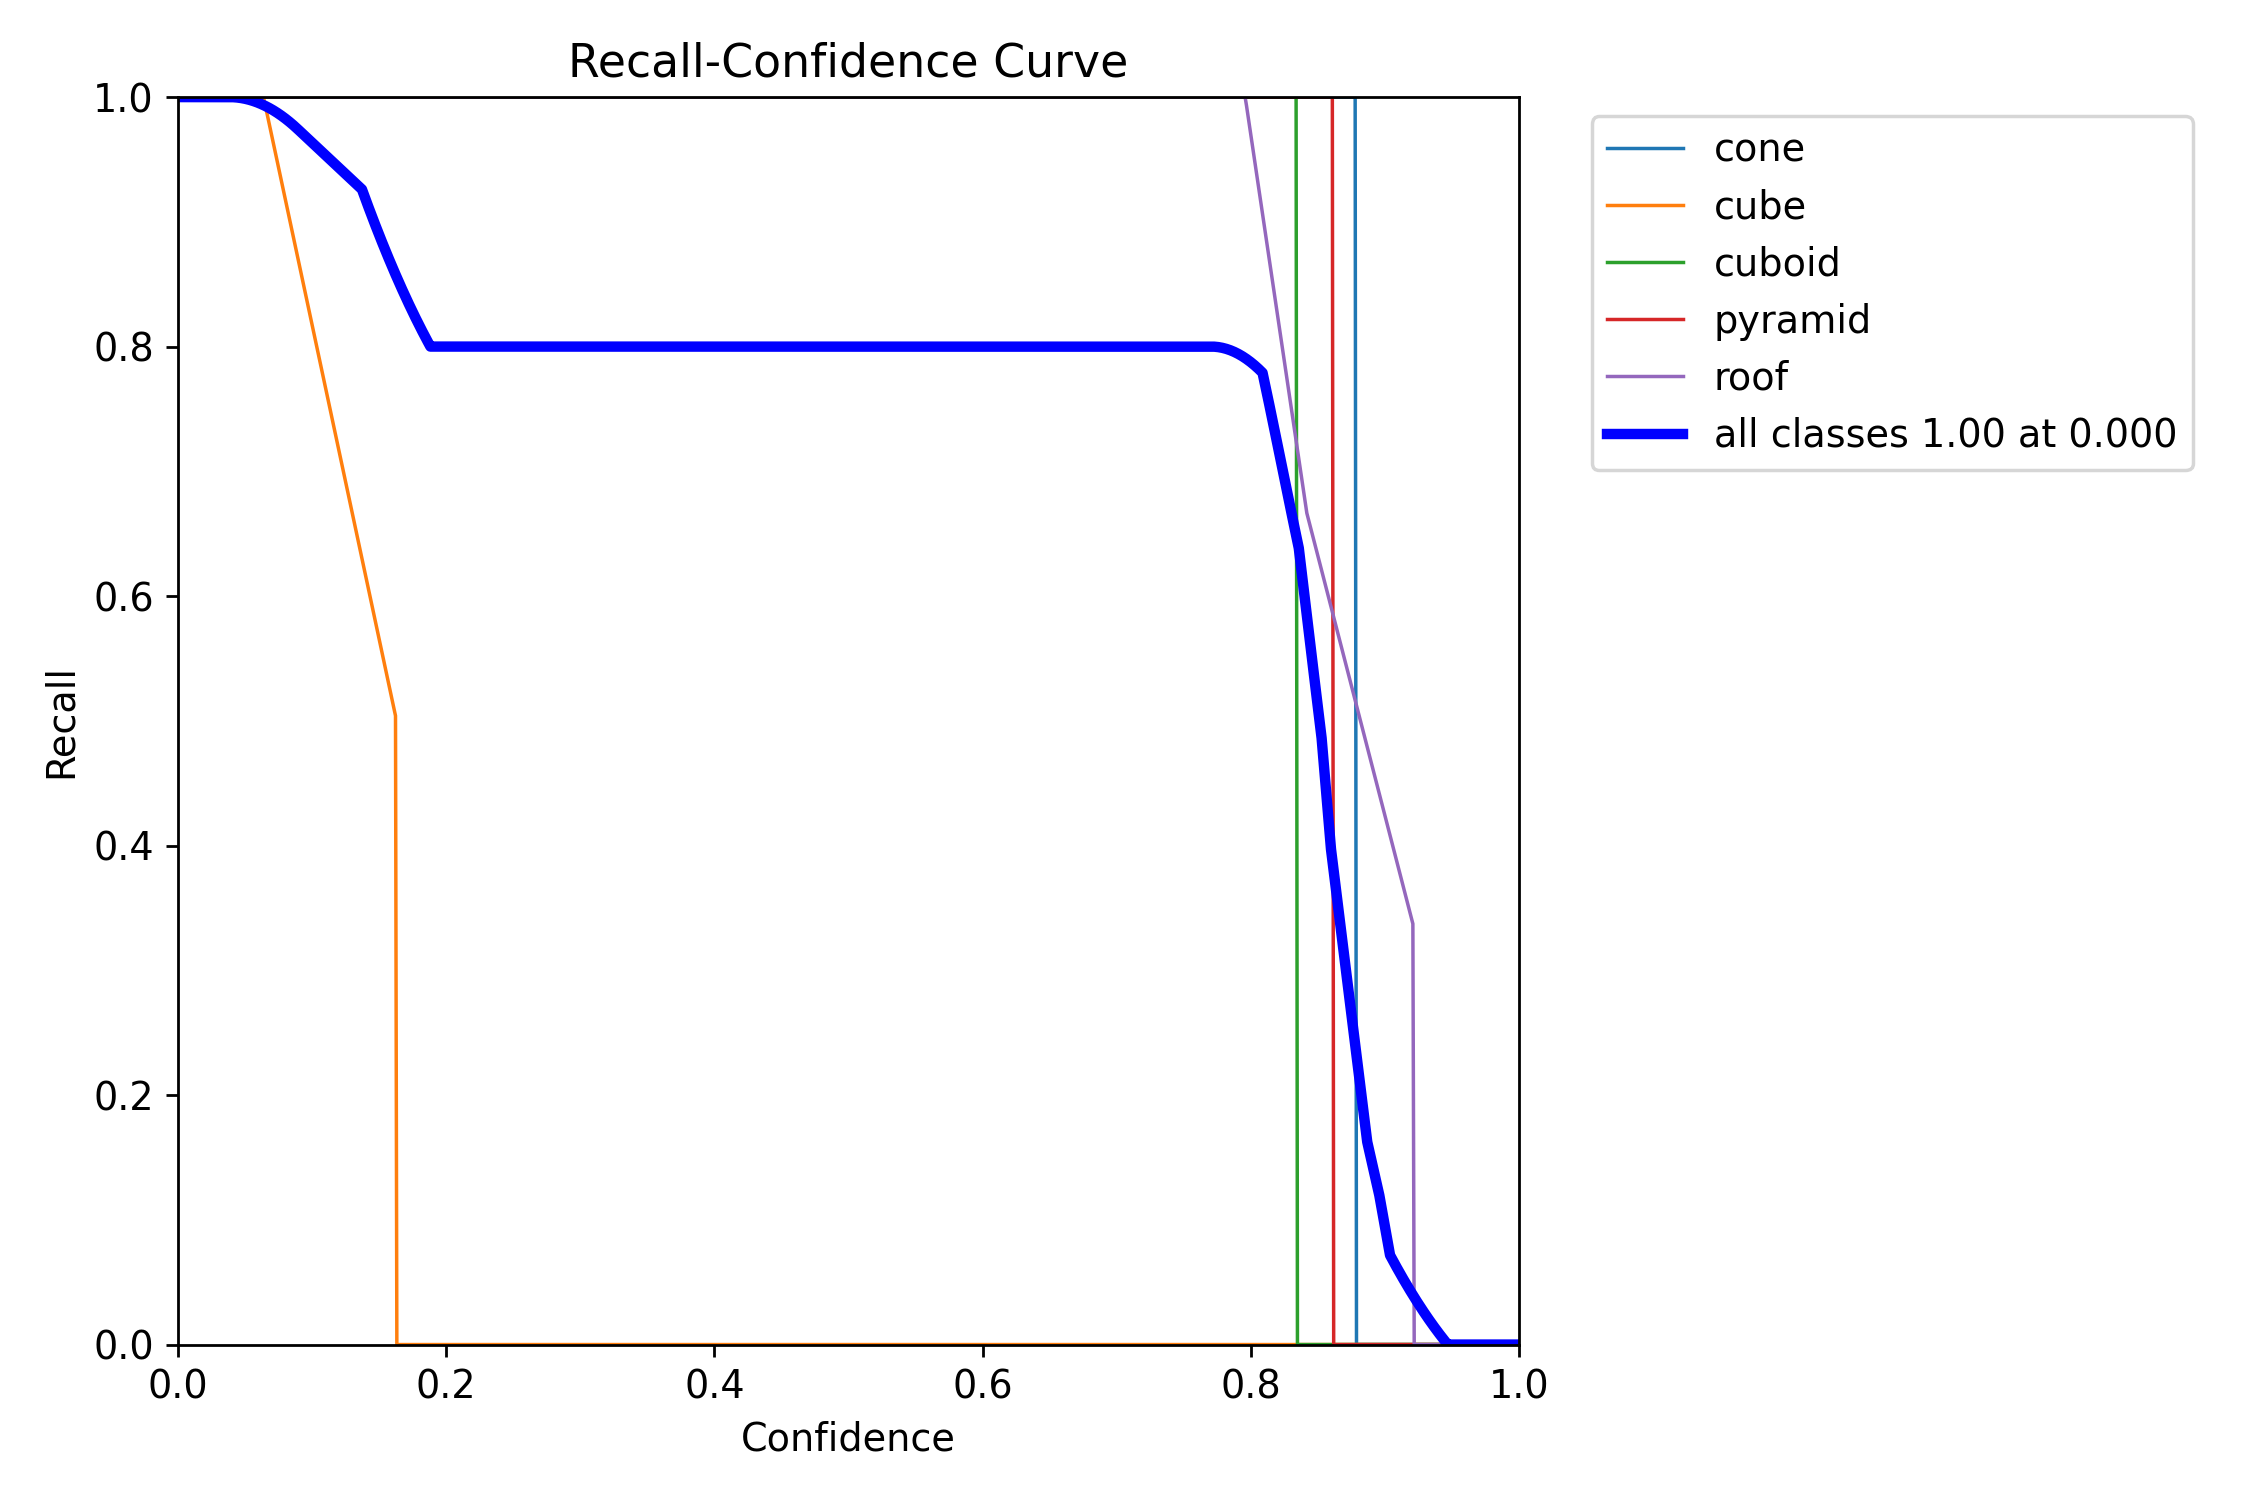 Recall-Confidence Curve
1.0
0.8
0.6
0.4
0.2
0.0
Recall
0.0 0.2 0.4 0.6 0.8 1.0
Confidence
cone
cube
cuboid
pyramid
roof
all classes 1.00 at 0.000